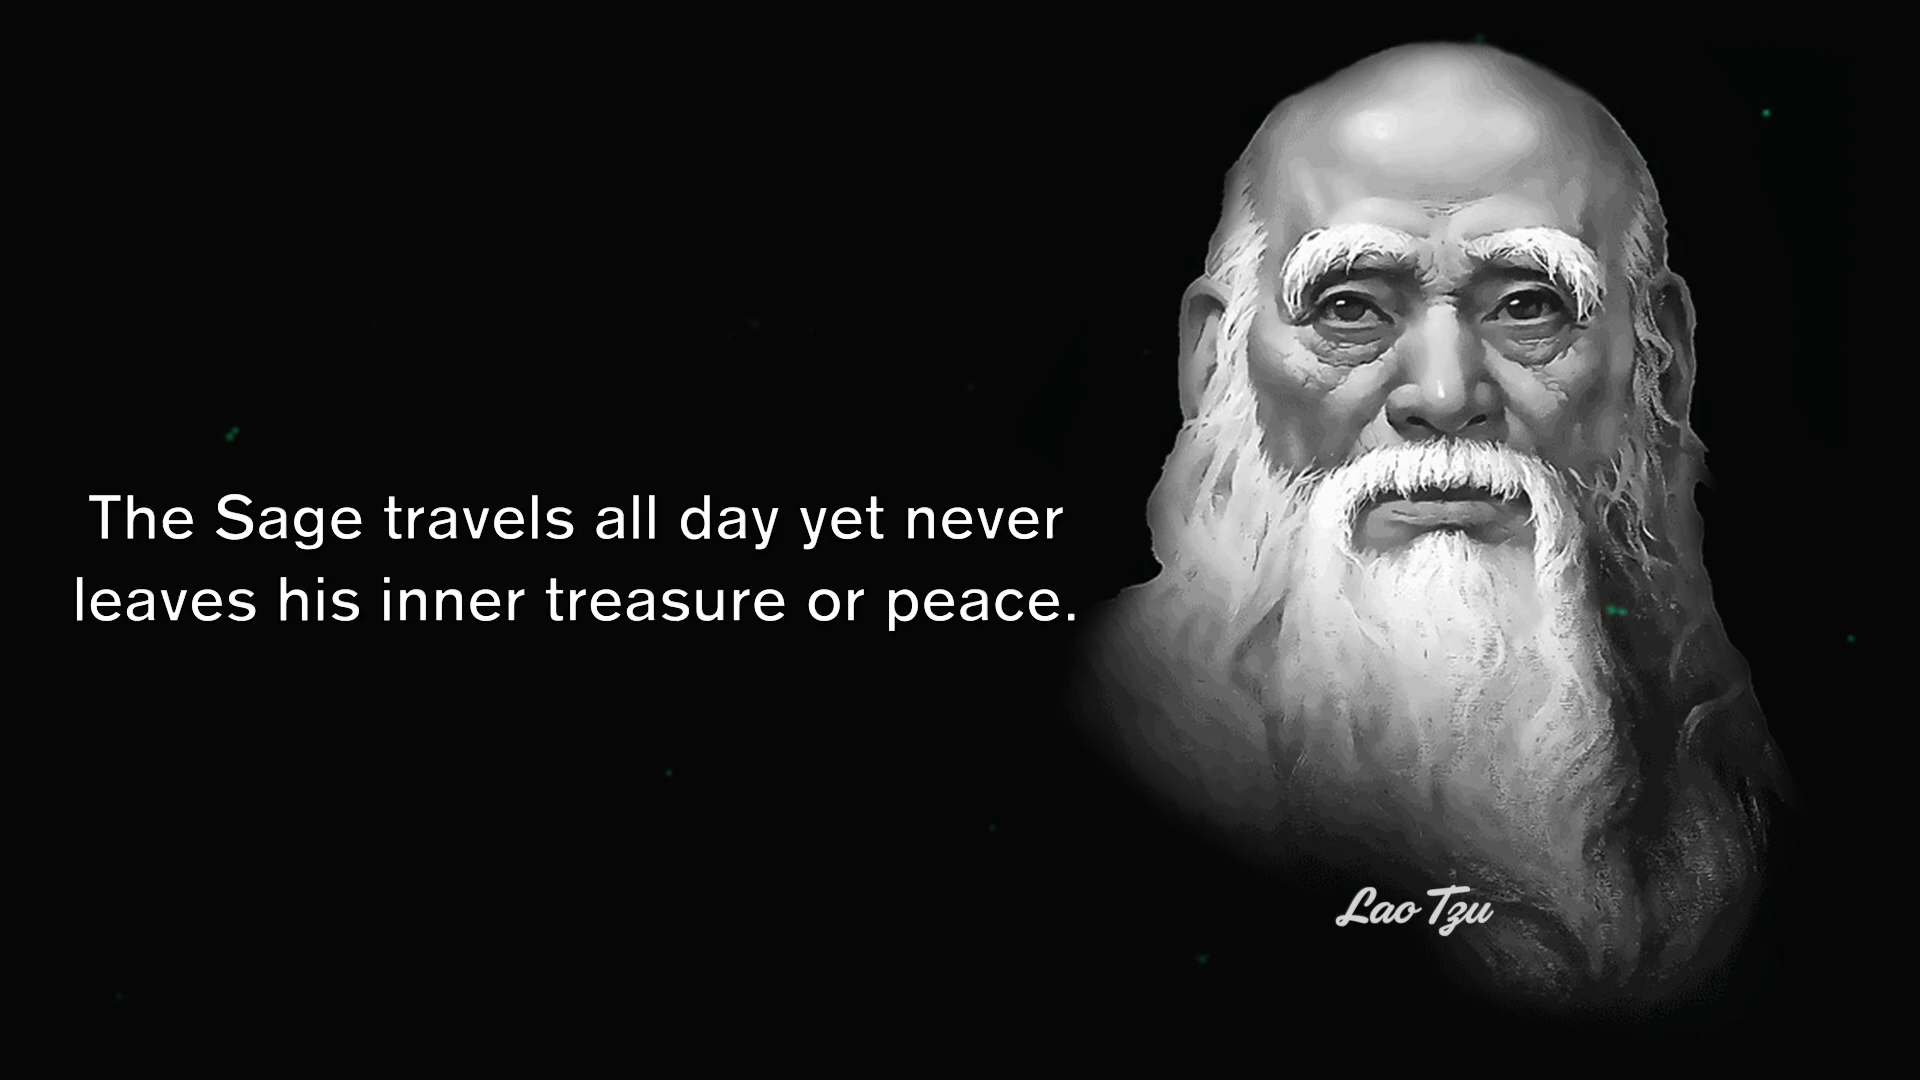 The Sage travels all day yet never
leaves his inner treasure or peace.
Lao Tzu